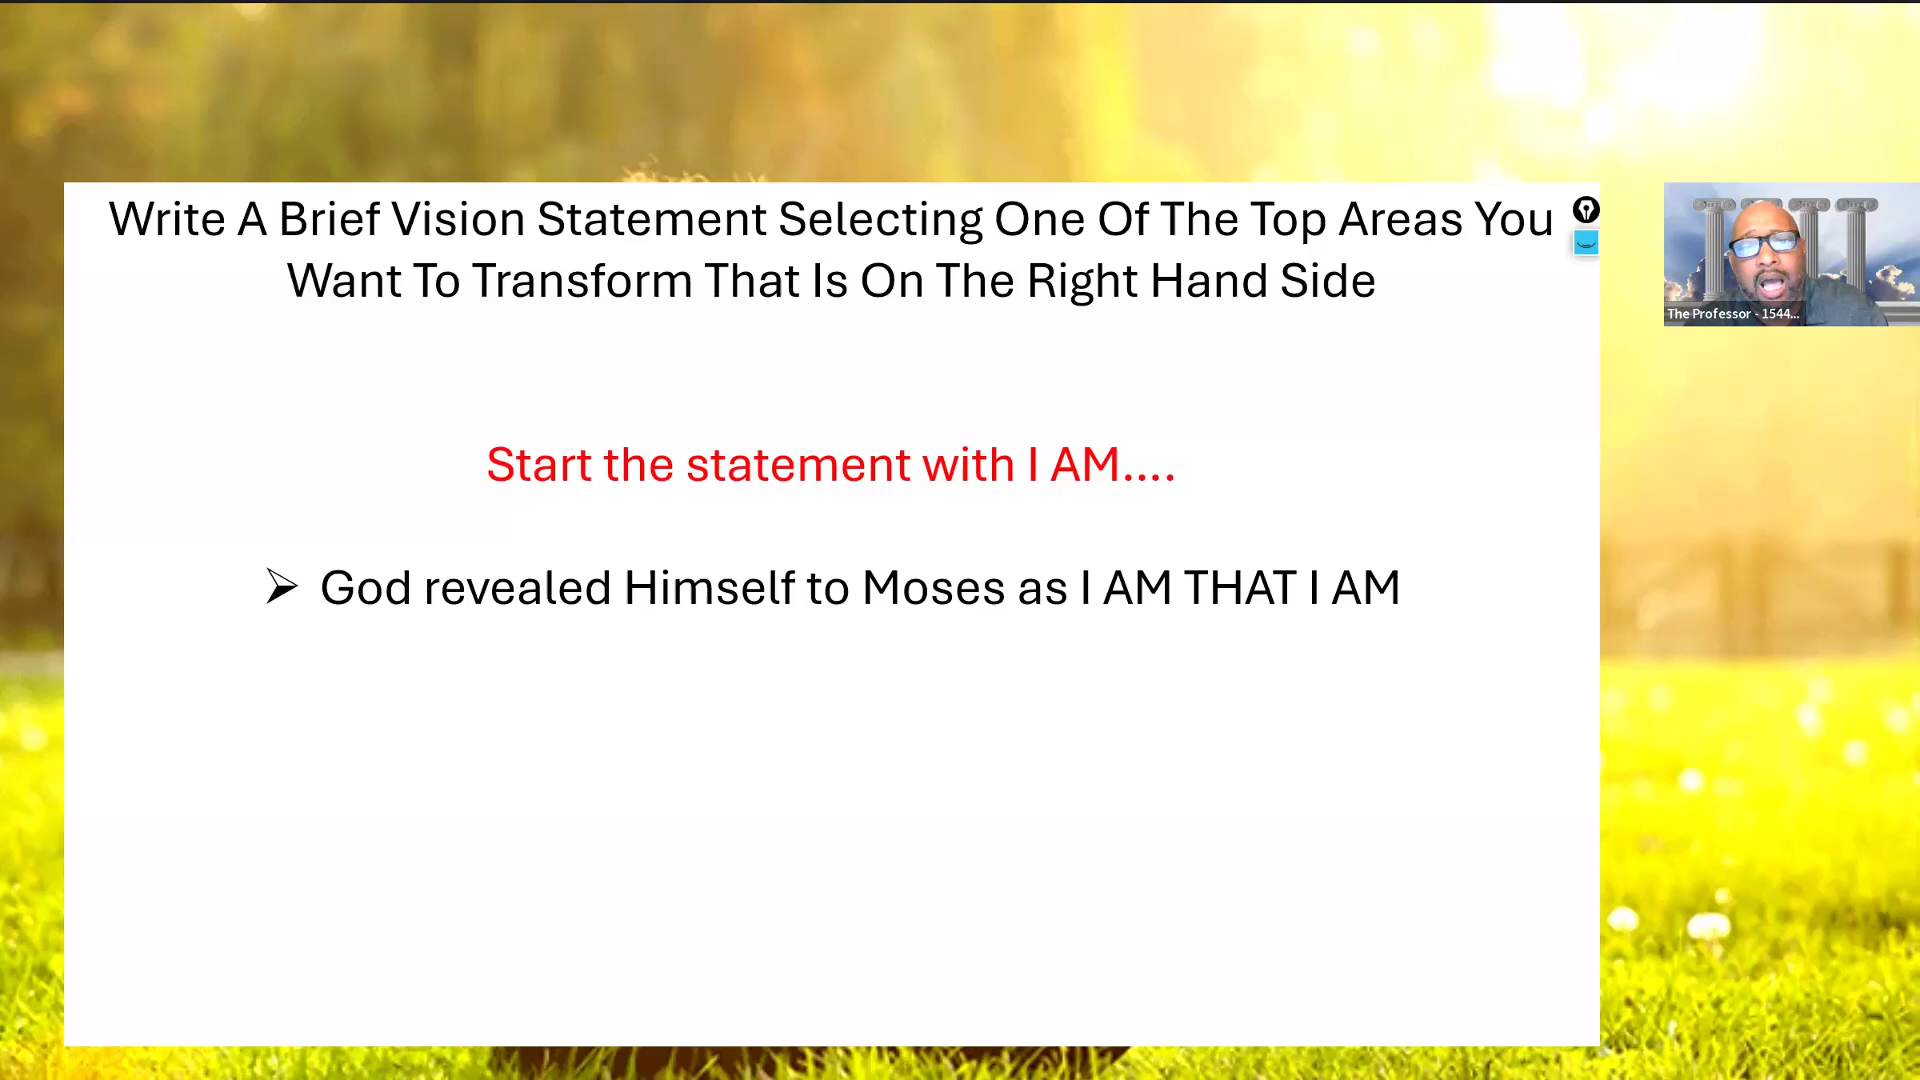 Write A Brief Vision Statement Selecting One Of The Top Areas You
Want To Transform That Is On The Right Hand Side
Start the statement with I AM....
➢ God revealed Himself to Moses as I AM THAT I AM
The Professor - 1544...